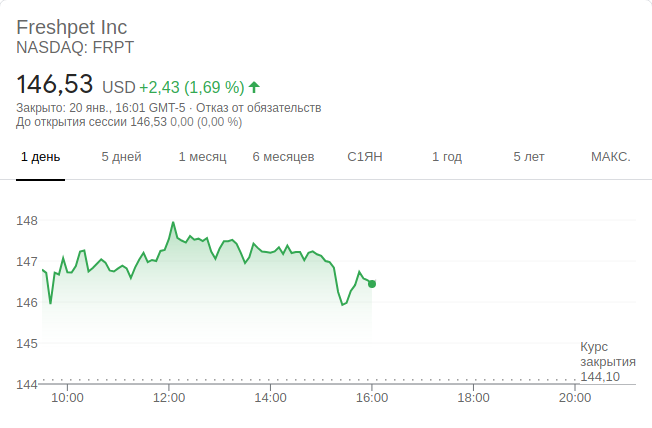 Freshpet Inc
NASDAQ: FRPT
146,53 USD +2,43 (1,69 %)
Закрыто: 20 янв., 16:01 GMT-5 · Отказ от обязательств
До открытия сессии 146,53 0,00 (0,00 %)
1 день 5 дней 1 месяц 6 месяцев С1ЯН 1 год 5 лет МАКС.
148
147
146
145
Курс
закрытия
144,10
144
10:00 12:00 14:00 16:00 18:00 20:00